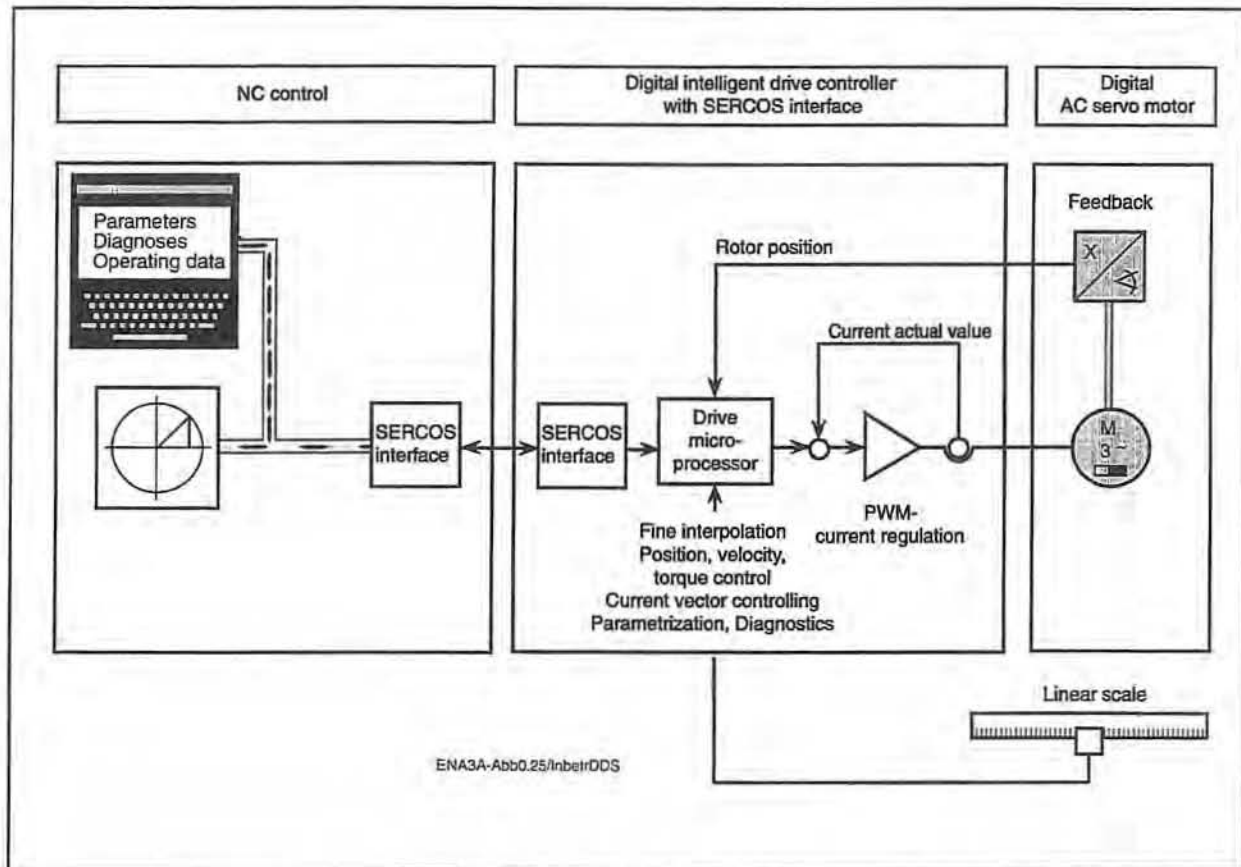 NC control
Digital intelligent drive controller
with SERCOS interface
Digital
AC servo motor
Parameters
Diagnoses
Operating data
Feedback
Rotor position
X
Current actual value
SERCOS
interface
SERCOS
interface
Drive
micro-
processor
M
3~
PWM-
current regulation
Fine interpolation
Position, velocity,
torque control
Current vector controlling
Parametrization, Diagnostics
Linear scale
ENA3A-Abb0.25/InbetrDDS